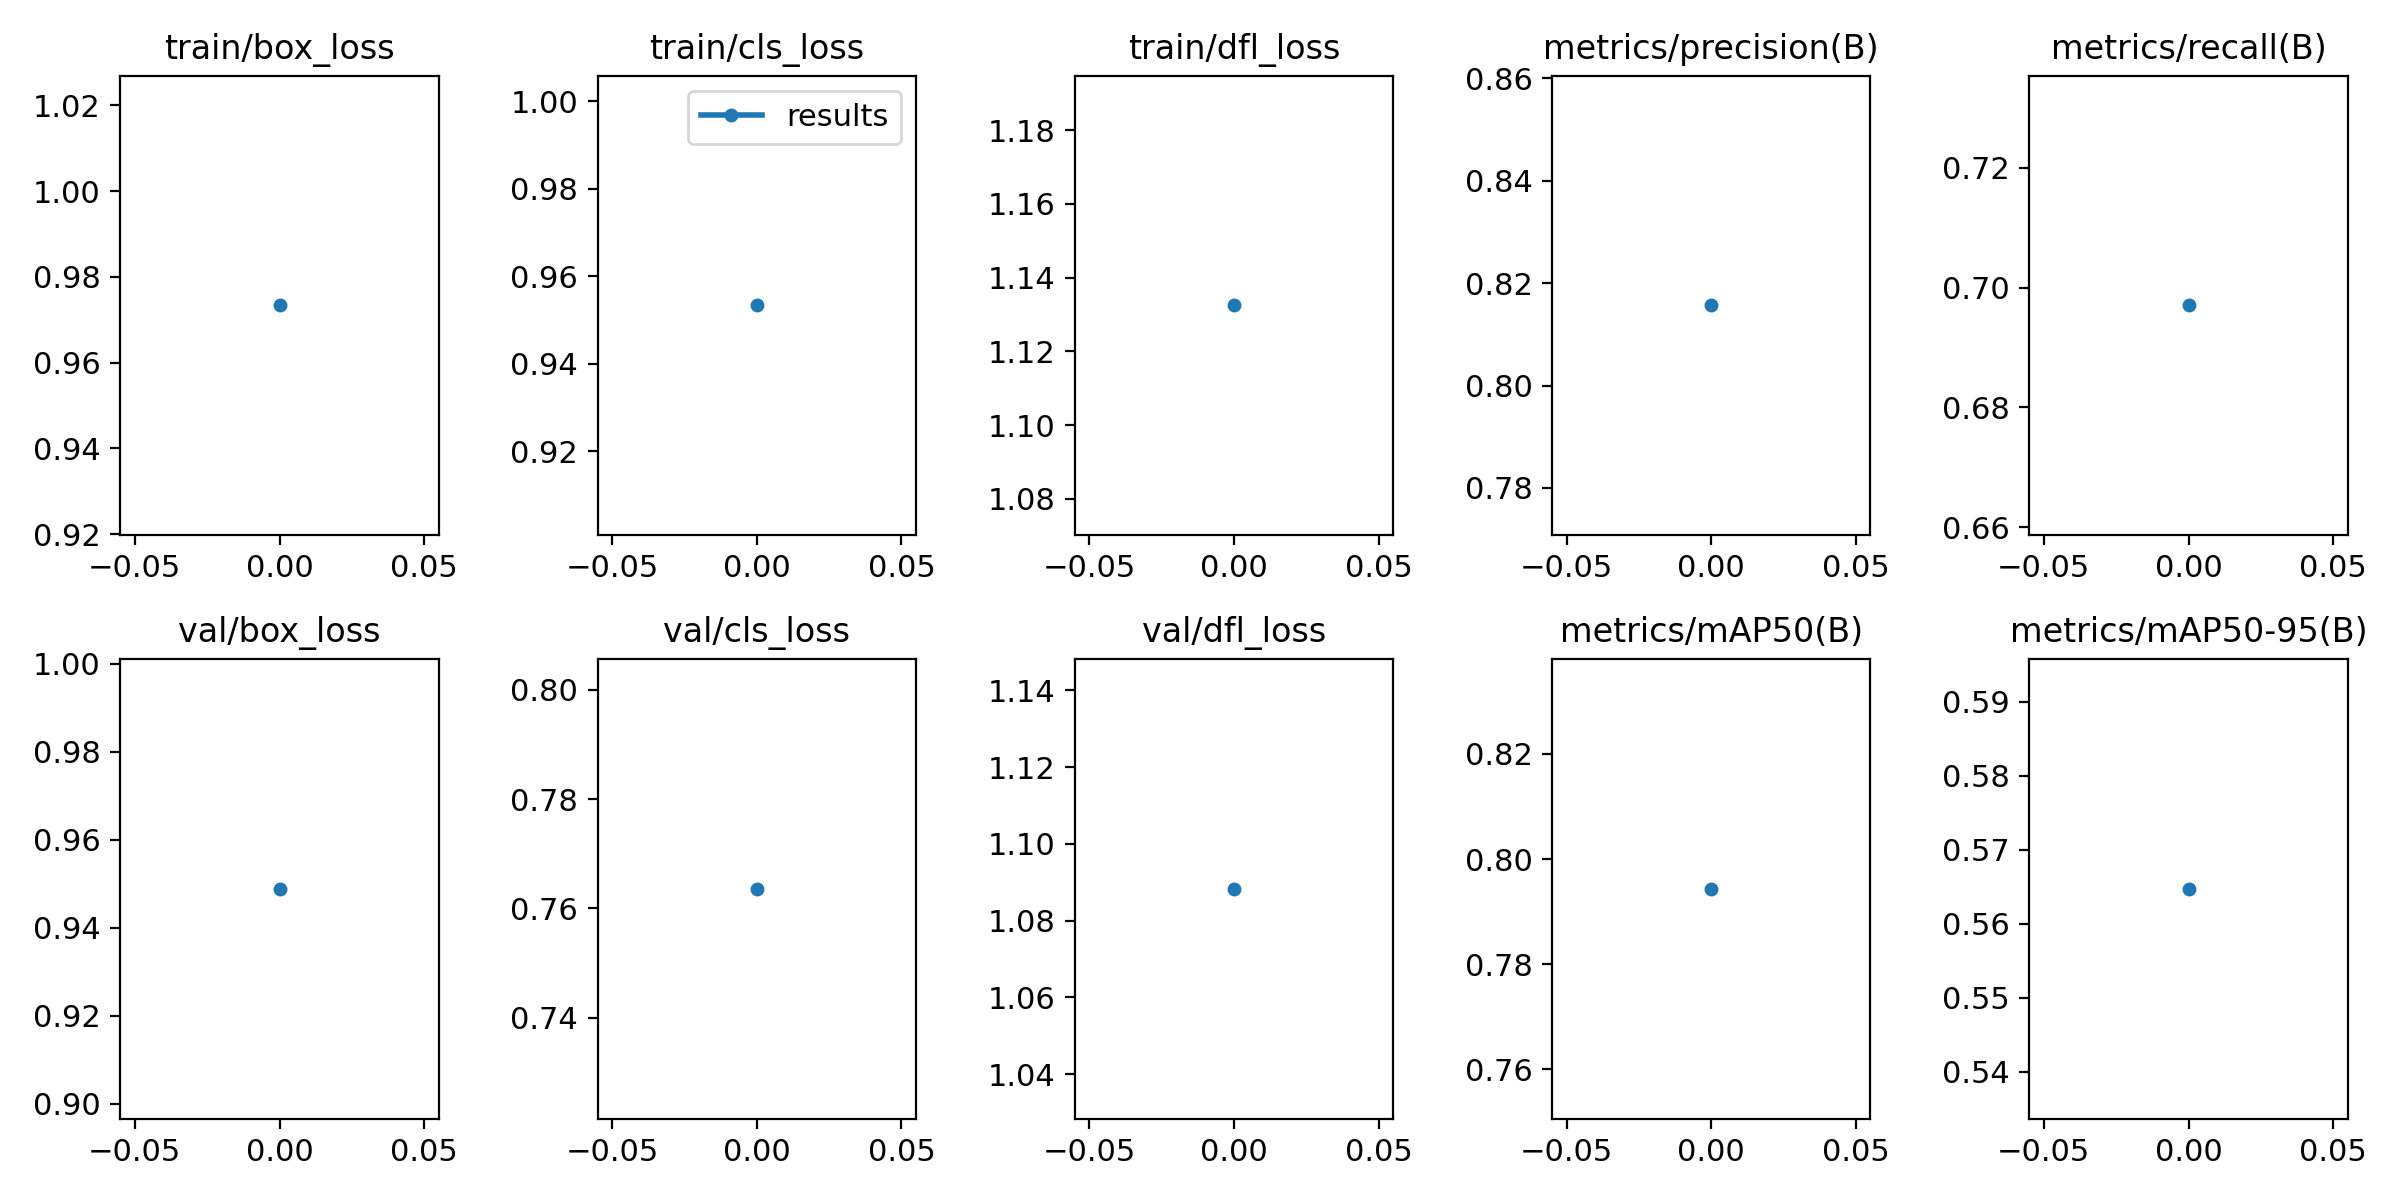 train/box_loss
1.02
1.00
0.98
0.96
0.94
0.92
−0.05 0.00 0.05
train/cls_loss
results
1.00
0.98
0.96
0.94
0.92
−0.05 0.00 0.05
train/dfl_loss
1.18
1.16
1.14
1.12
1.10
1.08
−0.05 0.00 0.05
metrics/precision(B)
0.86
0.84
0.82
0.80
0.78
−0.05 0.00 0.05
metrics/recall(B)
0.72
0.70
0.68
0.66
−0.05 0.00 0.05
val/box_loss
1.00
0.98
0.96
0.94
0.92
0.90
−0.05 0.00 0.05
val/cls_loss
0.80
0.78
0.76
0.74
−0.05 0.00 0.05
val/dfl_loss
1.14
1.12
1.10
1.08
1.06
1.04
−0.05 0.00 0.05
metrics/mAP50(B)
0.82
0.80
0.78
0.76
−0.05 0.00 0.05
metrics/mAP50-95(B)
0.59
0.58
0.57
0.56
0.55
0.54
−0.05 0.00 0.05